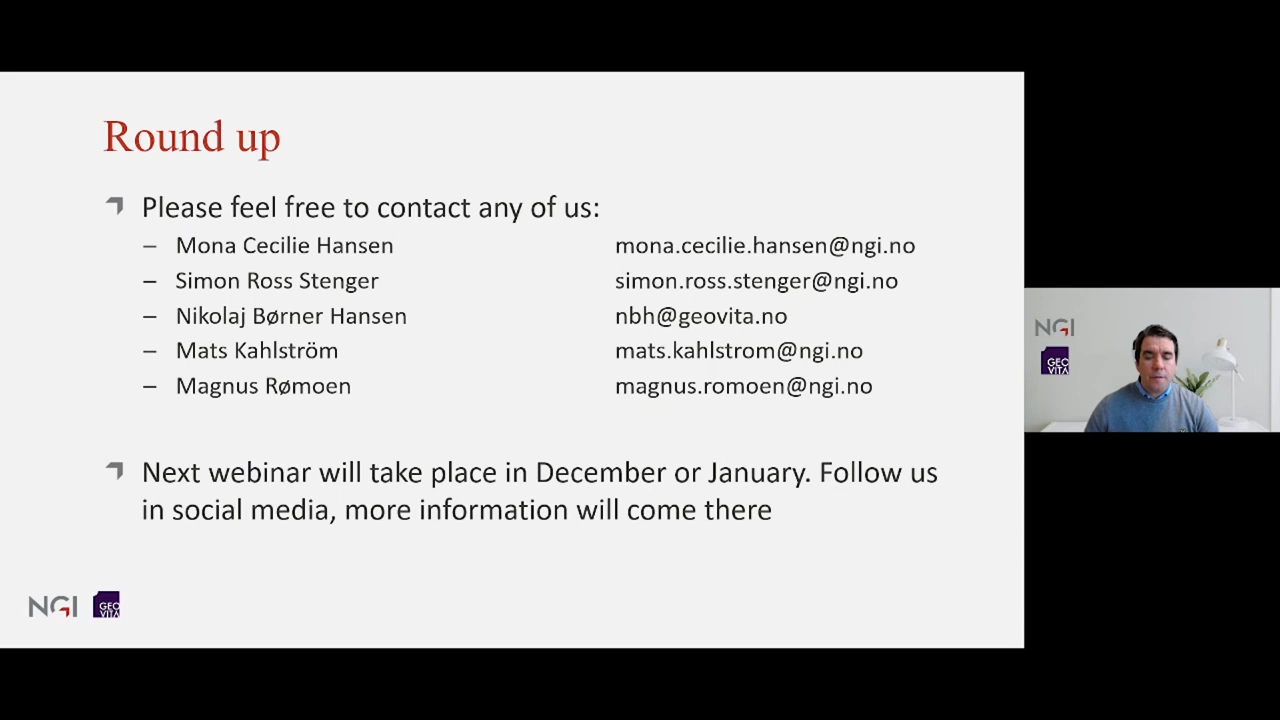 Round up
Please feel free to contact any of us:
– Mona Cecilie Hansen mona.cecilie.hansen@ngi.no
– Simon Ross Stenger simon.ross.stenger@ngi.no
– Nikolaj Børner Hansen nbh@geovita.no
– Mats Kahlström mats.kahlstrom@ngi.no
– Magnus Rømoen magnus.romoen@ngi.no
Next webinar will take place in December or January. Follow us
in social media, more information will come there
NGI
GEO
VITA
NGI
GEO
VITA